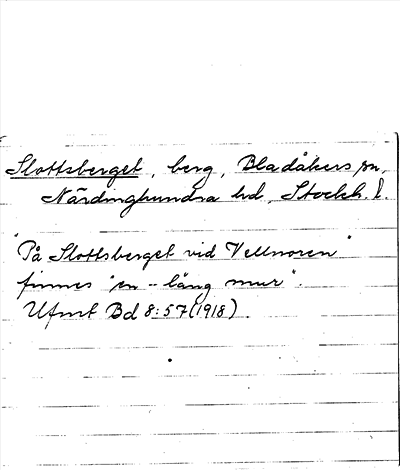 Slottsberget, berg, Bladåkers sn,
Närdinghundra hd, Stockh. l.
"På Slottsberget vid Vellnoren"
finnes "en -- lång mur".
Ufmt Bd 8:57 (1918).